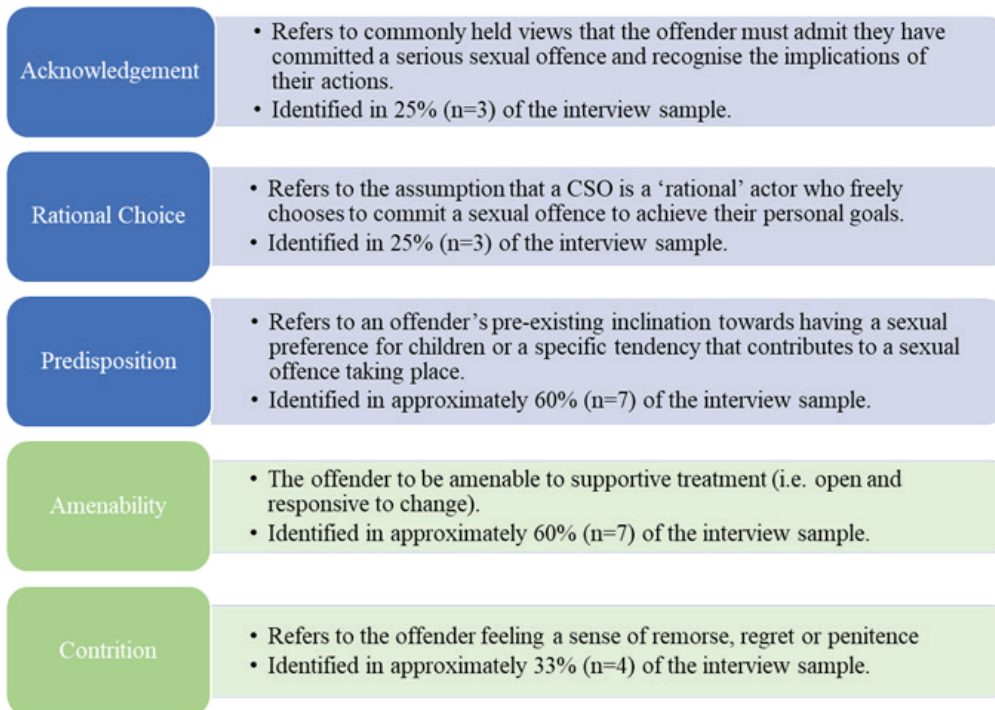 Acknowledgement
• Refers to commonly held views that the offender must admit they have
committed a serious sexual offence and recognise the implications of
their actions.
• Identified in 25% (n=3) of the interview sample.
Rational Choice
• Refers to the assumption that a CSO is a ‘rational’ actor who freely
chooses to commit a sexual offence to achieve their personal goals.
• Identified in 25% (n=3) of the interview sample.
Predisposition
• Refers to an offender’s pre-existing inclination towards having a sexual
preference for children or a specific tendency that contributes to a sexual
offence taking place.
• Identified in approximately 60% (n=7) of the interview sample.
Amenability
• The offender to be amenable to supportive treatment (i.e. open and
responsive to change).
• Identified in approximately 60% (n=7) of the interview sample.
Contrition
• Refers to the offender feeling a sense of remorse, regret or penitence
• Identified in approximately 33% (n=4) of the interview sample.